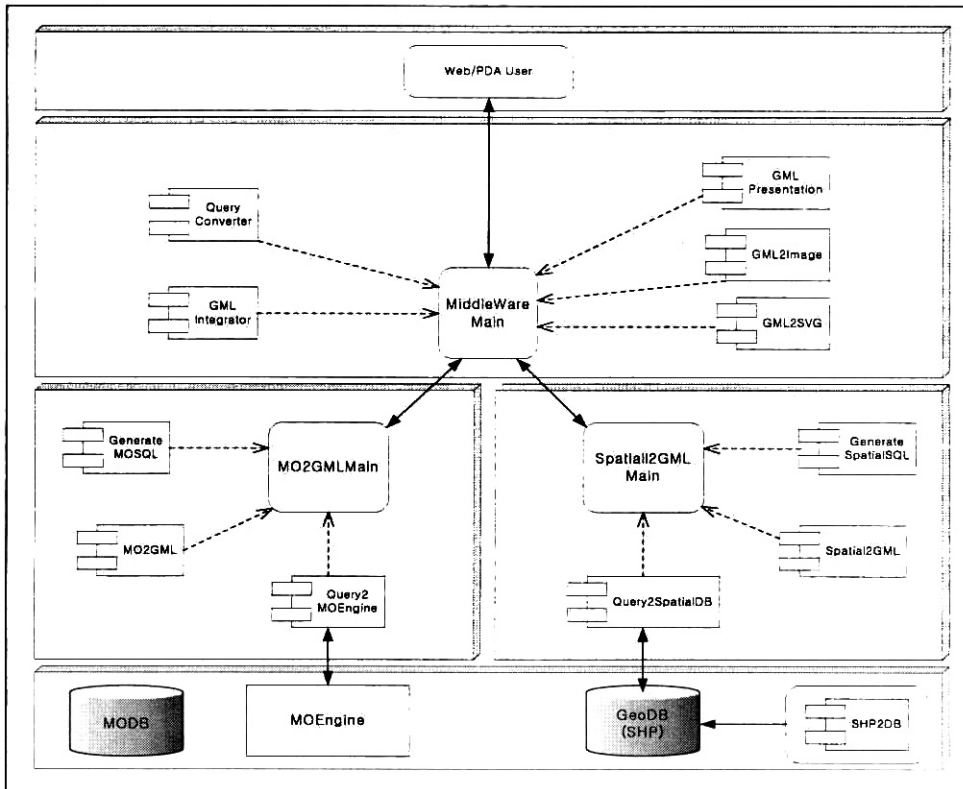 Web/PDA User
Query
Converter
GML
Presentation
GML2Image
GML
Integrator
MiddleWare
Main
GML2SVG
Generate
MOSQL
MO2GMLMain
Spatial2GML
Main
Generate
SpatialSQL
MO2GML
Spatial2GML
Query2
MOEngine
Query2SpatialDB
MODB
MOEngine
GeoDB
(SHP)
SHP2DB